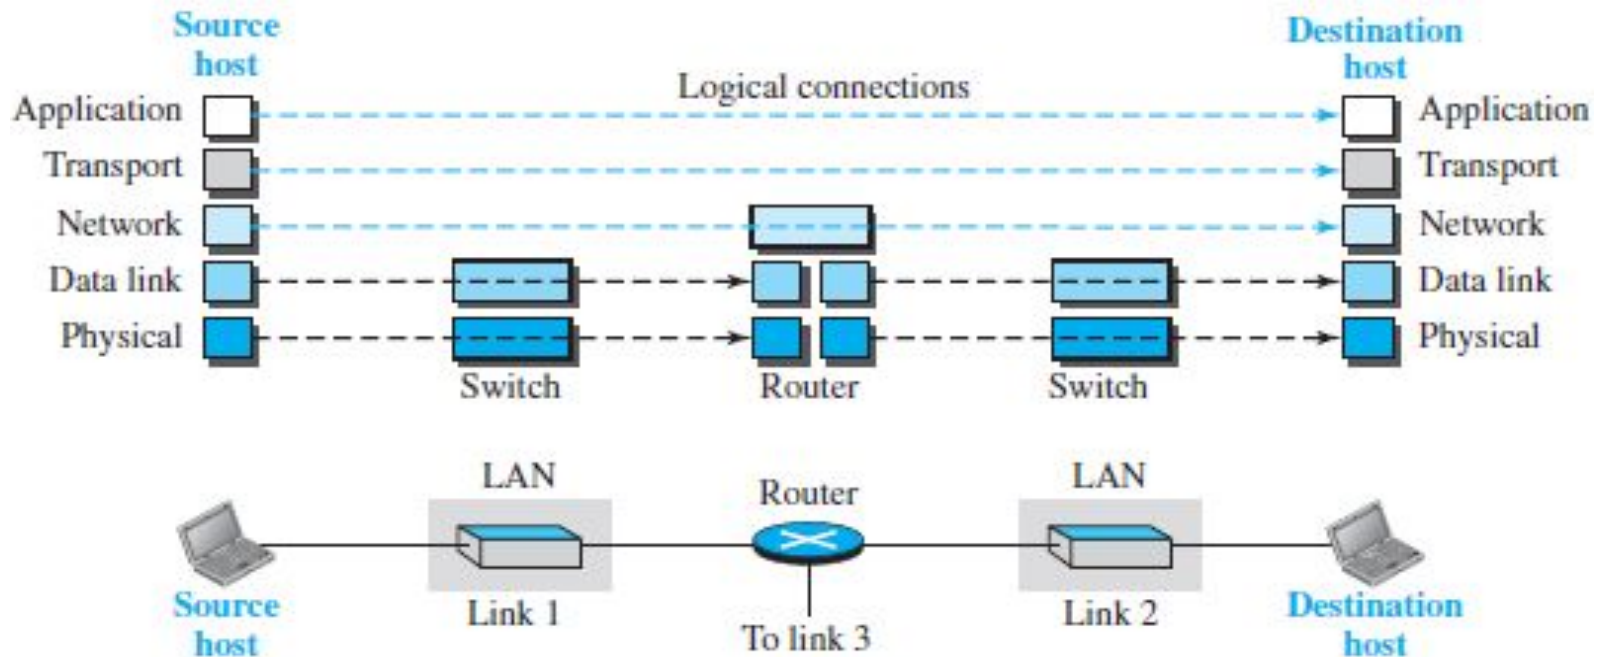 Source
host
Destination
host
Logical connections
Application
Application
Transport
Transport
Network
Network
Data link
Data link
Physical
Physical
Switch
Router
Switch
LAN
Router
LAN
Source
host
Link 1
To link 3
Link 2
Destination
host